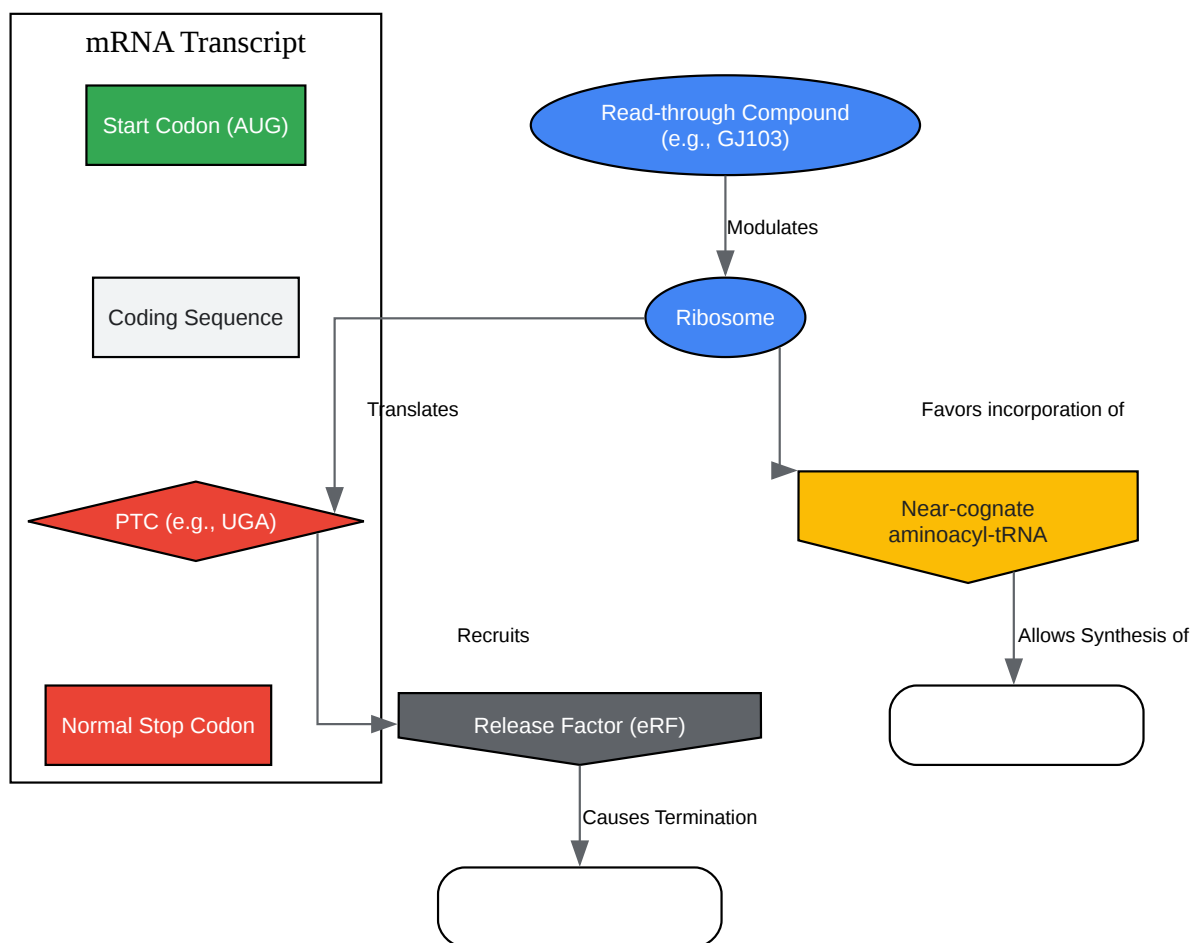 mRNA Transcript
Start Codon (AUG)
Read-through Compound
(e.g., GJ103)
Modulates
Coding Sequence
Ribosome
Translates
Favors incorporation of
PTC (e.g., UGA)
Near-cognate
aminoacyl-tRNA
Recruits
Allows Synthesis of
Normal Stop Codon
Release Factor (eRF)
Causes Termination